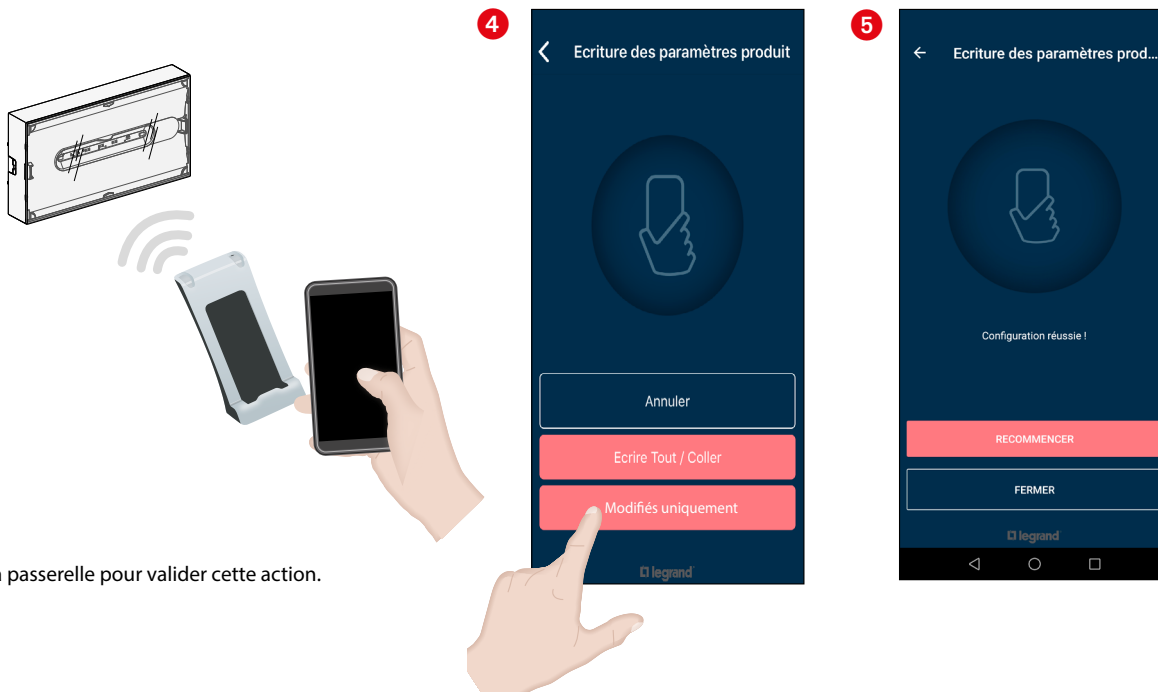 4
Ecriture des paramètres produit
Annuler
Ecrire Tout / Coller
Modifiés uniquement
legrand
passerelle pour valider cette action.
5
Ecriture des paramètres prod...
Configuration réussie !
RECOMMENCER
FERMER
legrand